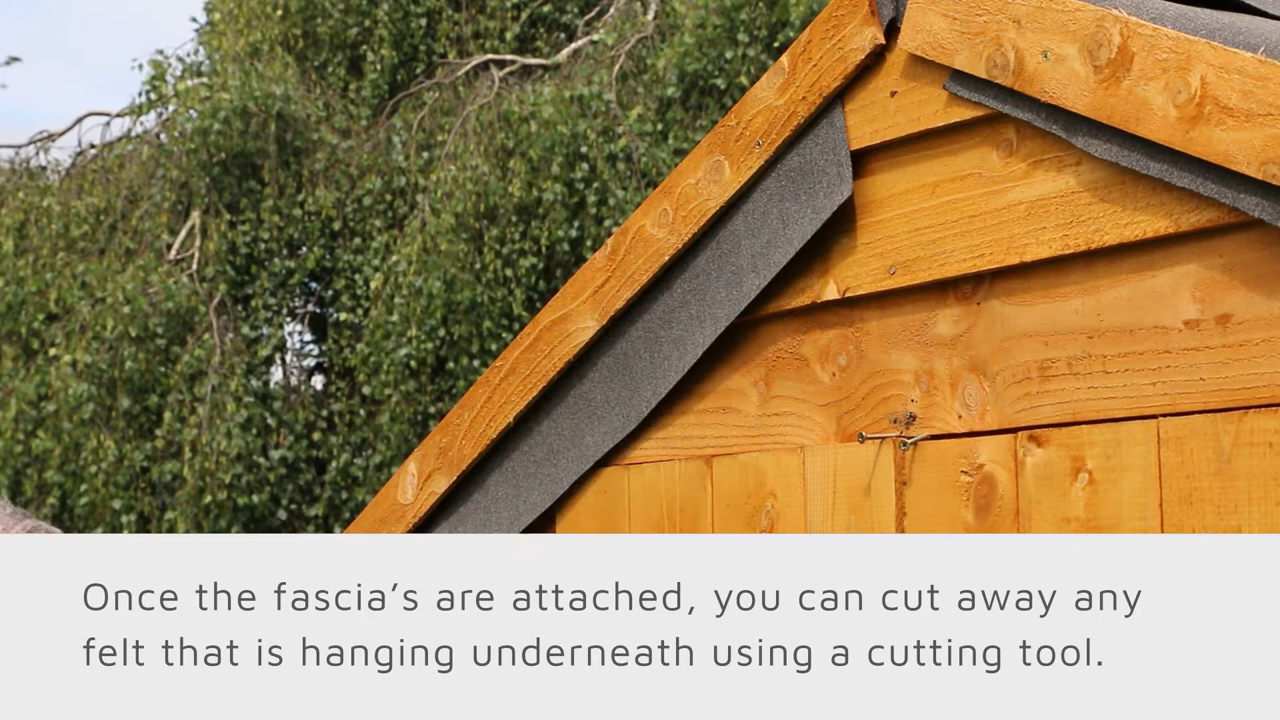 Once the fascia’s are attached, you can cut away any
felt that is hanging underneath using a cutting tool.